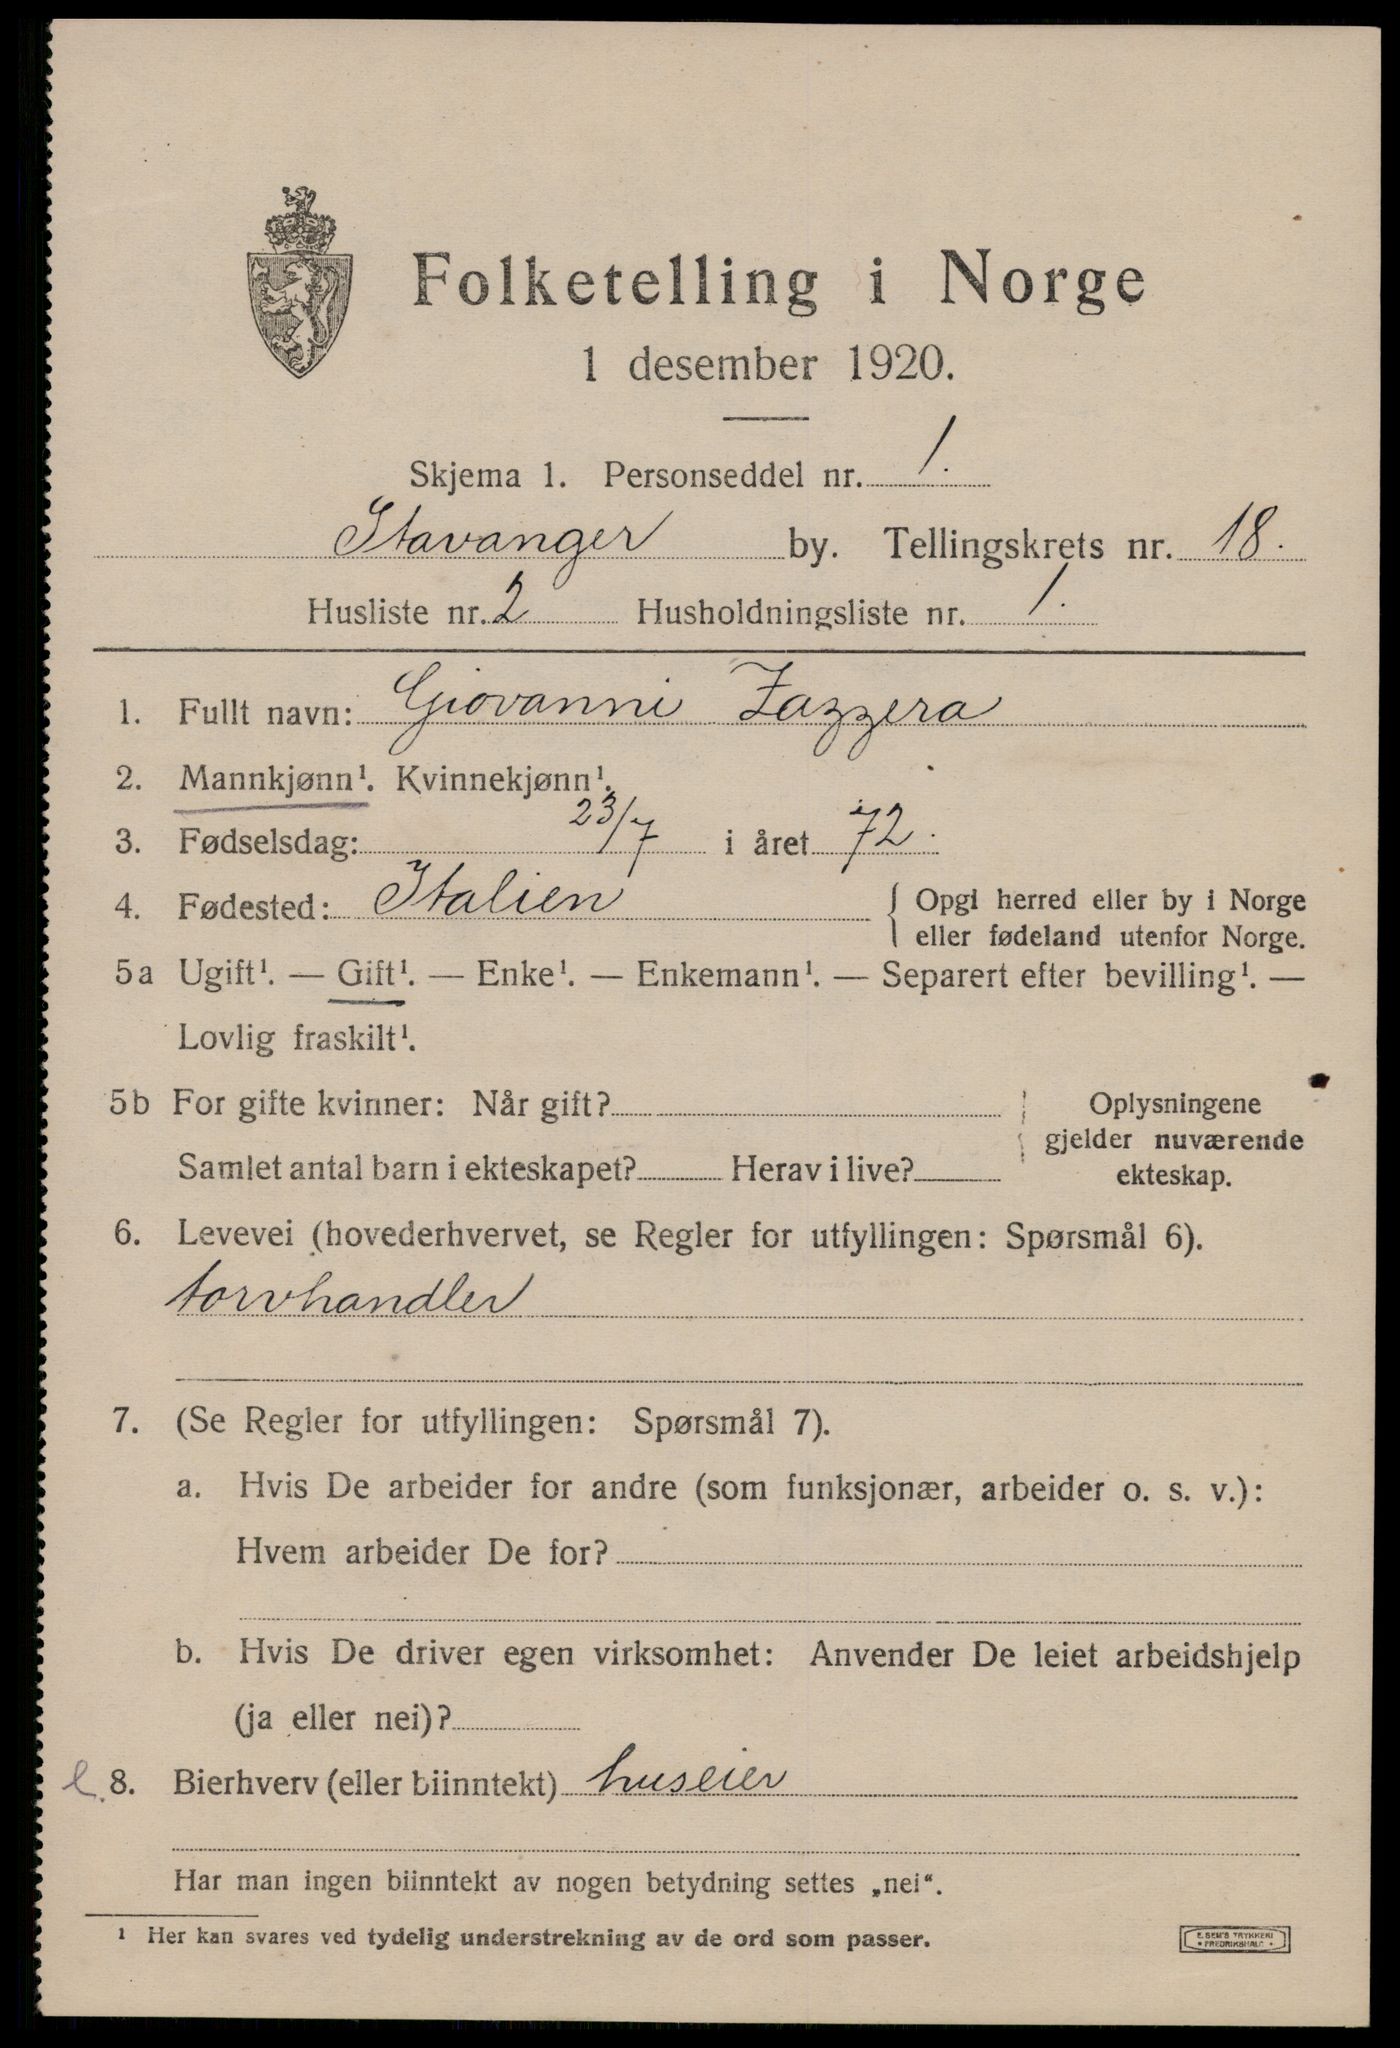 Folketelling i Norge
1 desember 1920.
Skjema 1. Personseddel nr. 1.
Stavanger by. Tellingskrets nr. 18.
Husliste nr. 2 Husholdningsliste nr. 1.
1. Fullt navn: Giovanni Zazzera
2. Mannkjønn¹. Kvinnekjønn¹.
3. Fødselsdag: 23/7 i året 72.
4. Fødested: Italien { Opgi herred eller by i Norge
eller fødeland utenfor Norge.
5a Ugift¹. — Gift¹. — Enke¹. — Enkemann¹. — Separert efter bevilling¹. —
Lovlig fraskilt¹.
5b For gifte kvinner: Når gift? Oplysningene
gjelder nuværende
Samlet antal barn i ekteskapet? Herav i live? ekteskap.
6. Levevei (hovederhvervet, se Regler for utfyllingen: Spørsmål 6).
torvhandler
7. (Se Regler for utfyllingen: Spørsmål 7).
a. Hvis De arbeider for andre (som funksjonær, arbeider o. s. v.):
Hvem arbeider De for?
b. Hvis De driver egen virksomhet: Anvender De leiet arbeidshjelp
(ja eller nei)?
8. Bierhverv (eller biinntekt) huseier
Har man ingen biinntekt av nogen betydning settes „nei“.
¹ Her kan svares ved tydelig understrekning av de ord som passer.
E. SEM'S TRYKKERI
• FREDRIKSHALD •